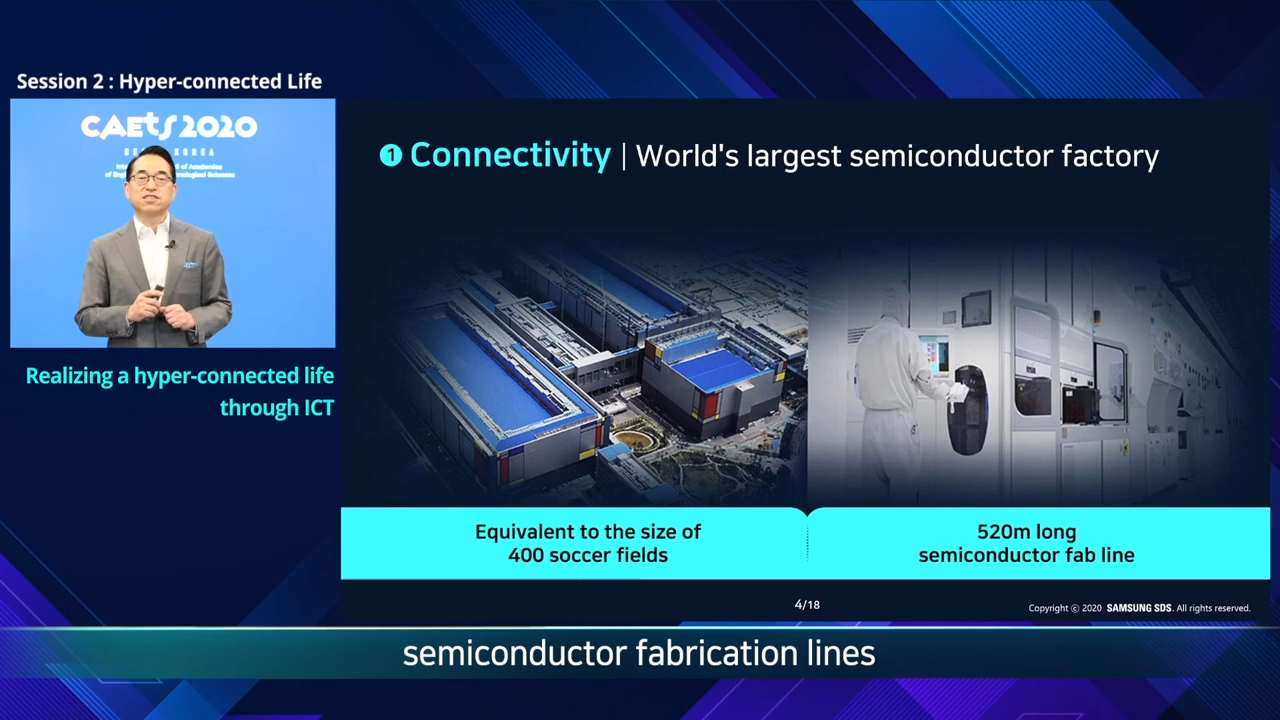 Session 2 : Hyper-connected Life
CAETS 2020
Realizing a hyper-connected life
through ICT
❶ Connectivity | World's largest semiconductor factory
Equivalent to the size of
400 soccer fields
520m long
semiconductor fab line
4/18
Copyright ⓒ 2020 SAMSUNG SDS. All rights reserved.
semiconductor fabrication lines